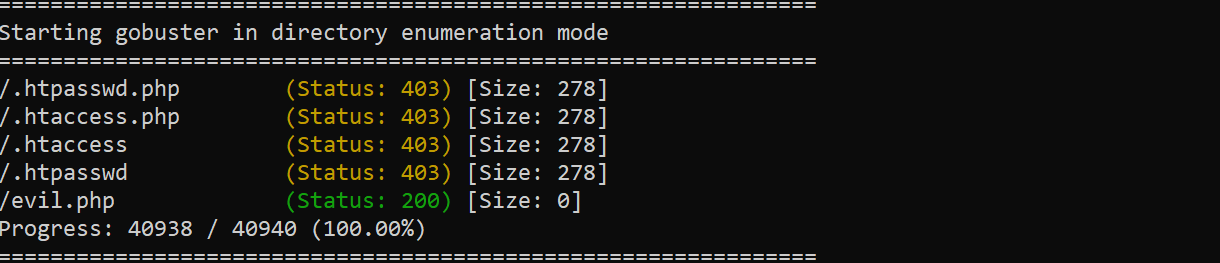 ===============================================================
Starting gobuster in directory enumeration mode
===============================================================
/.htpasswd.php        (Status: 403) [Size: 278]
/.htaccess.php        (Status: 403) [Size: 278]
/.htaccess            (Status: 403) [Size: 278]
/.htpasswd            (Status: 403) [Size: 278]
/evil.php             (Status: 200) [Size: 0]
Progress: 40938 / 40940 (100.00%)
===============================================================